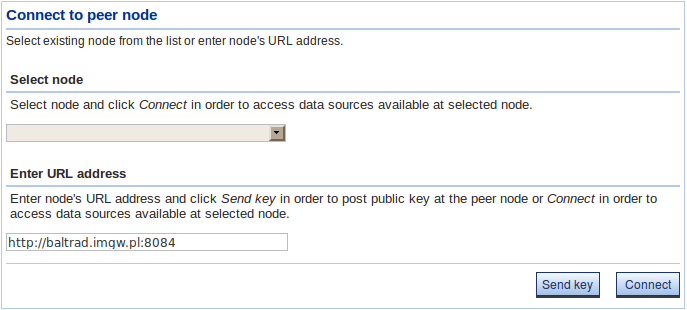 Connect to peer node
Select existing node from the list or enter node's URL address.
Select node
Select node and click Connect in order to access data sources available at selected node.
Enter URL address
Enter node's URL address and click Send key in order to post public key at the peer node or Connect in order to
access data sources available at selected node.
http://baltrad.imgw.pl:8084
Send key
Connect